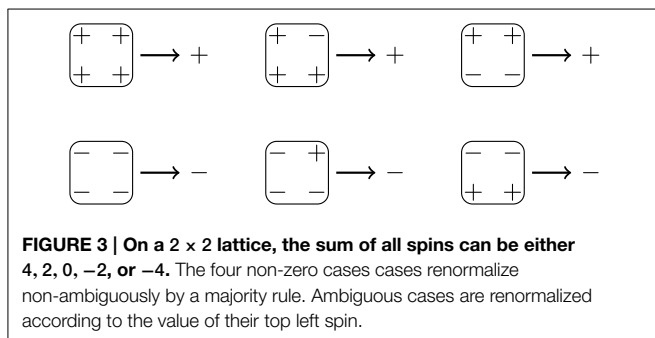 + + + - + +
+ + → + + + → + - - → +
- - - + - - 
- - → - - - → - + + → -
FIGURE 3 | On a 2 × 2 lattice, the sum of all spins can be either
4, 2, 0, −2, or −4. The four non-zero cases cases renormalize
non-ambiguously by a majority rule. Ambiguous cases are renormalized
according to the value of their top left spin.